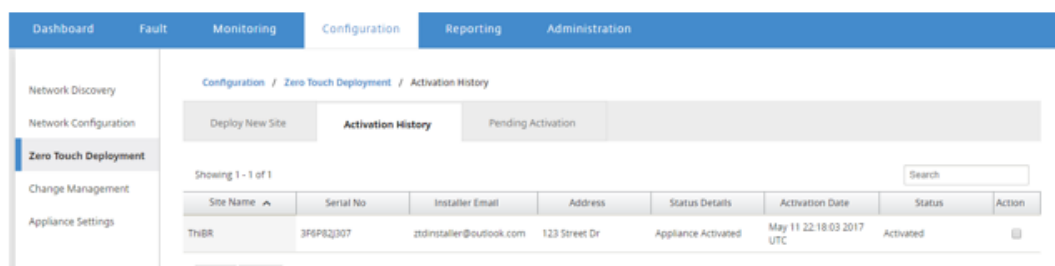 Dashboard Fault Monitoring Configuration Reporting Administration
Configuration / Zero Touch Deployment / Activation History
Network Discovery
Network Configuration
Zero Touch Deployment
Change Management
Appliance Settings
Deploy New Site Activation History Pending Activation
Showing 1 - 1 of 1 Search
Site Name Serial No Installer Email Address Status Details Activation Date Status Action
ThiBR 3F6P82J307 ztdinstaller@outlook.com 123 Street Dr Appliance Activated May 11 22:18:03 2017 Activated
UTC